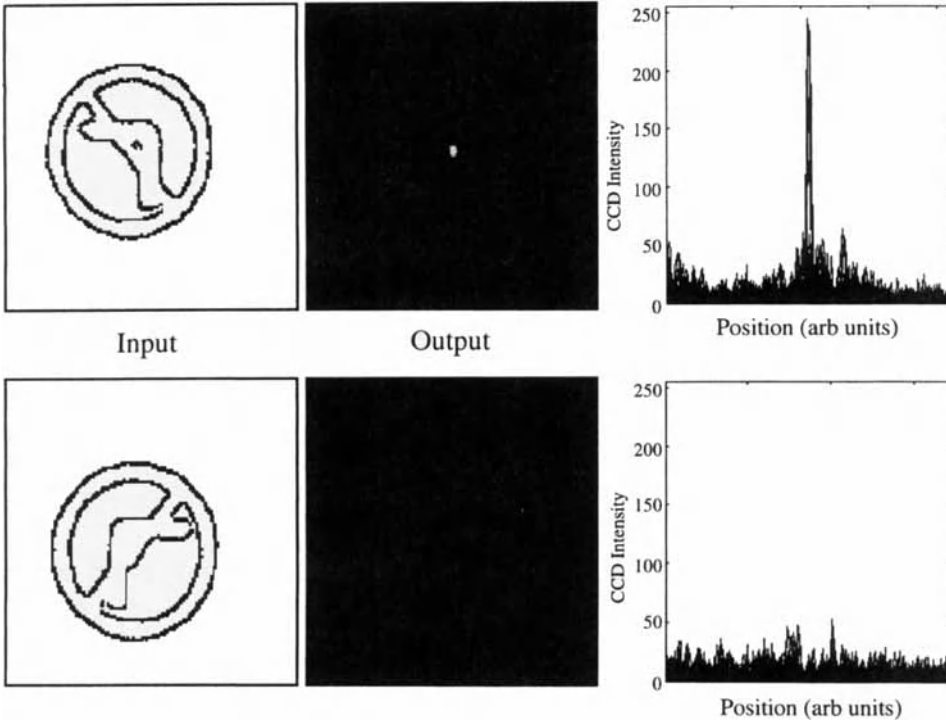 250
200
150
100
50
0
CCD Intensity
Position (arb units)
Input
Output
250
200
150
100
50
0
CCD Intensity
Position (arb units)